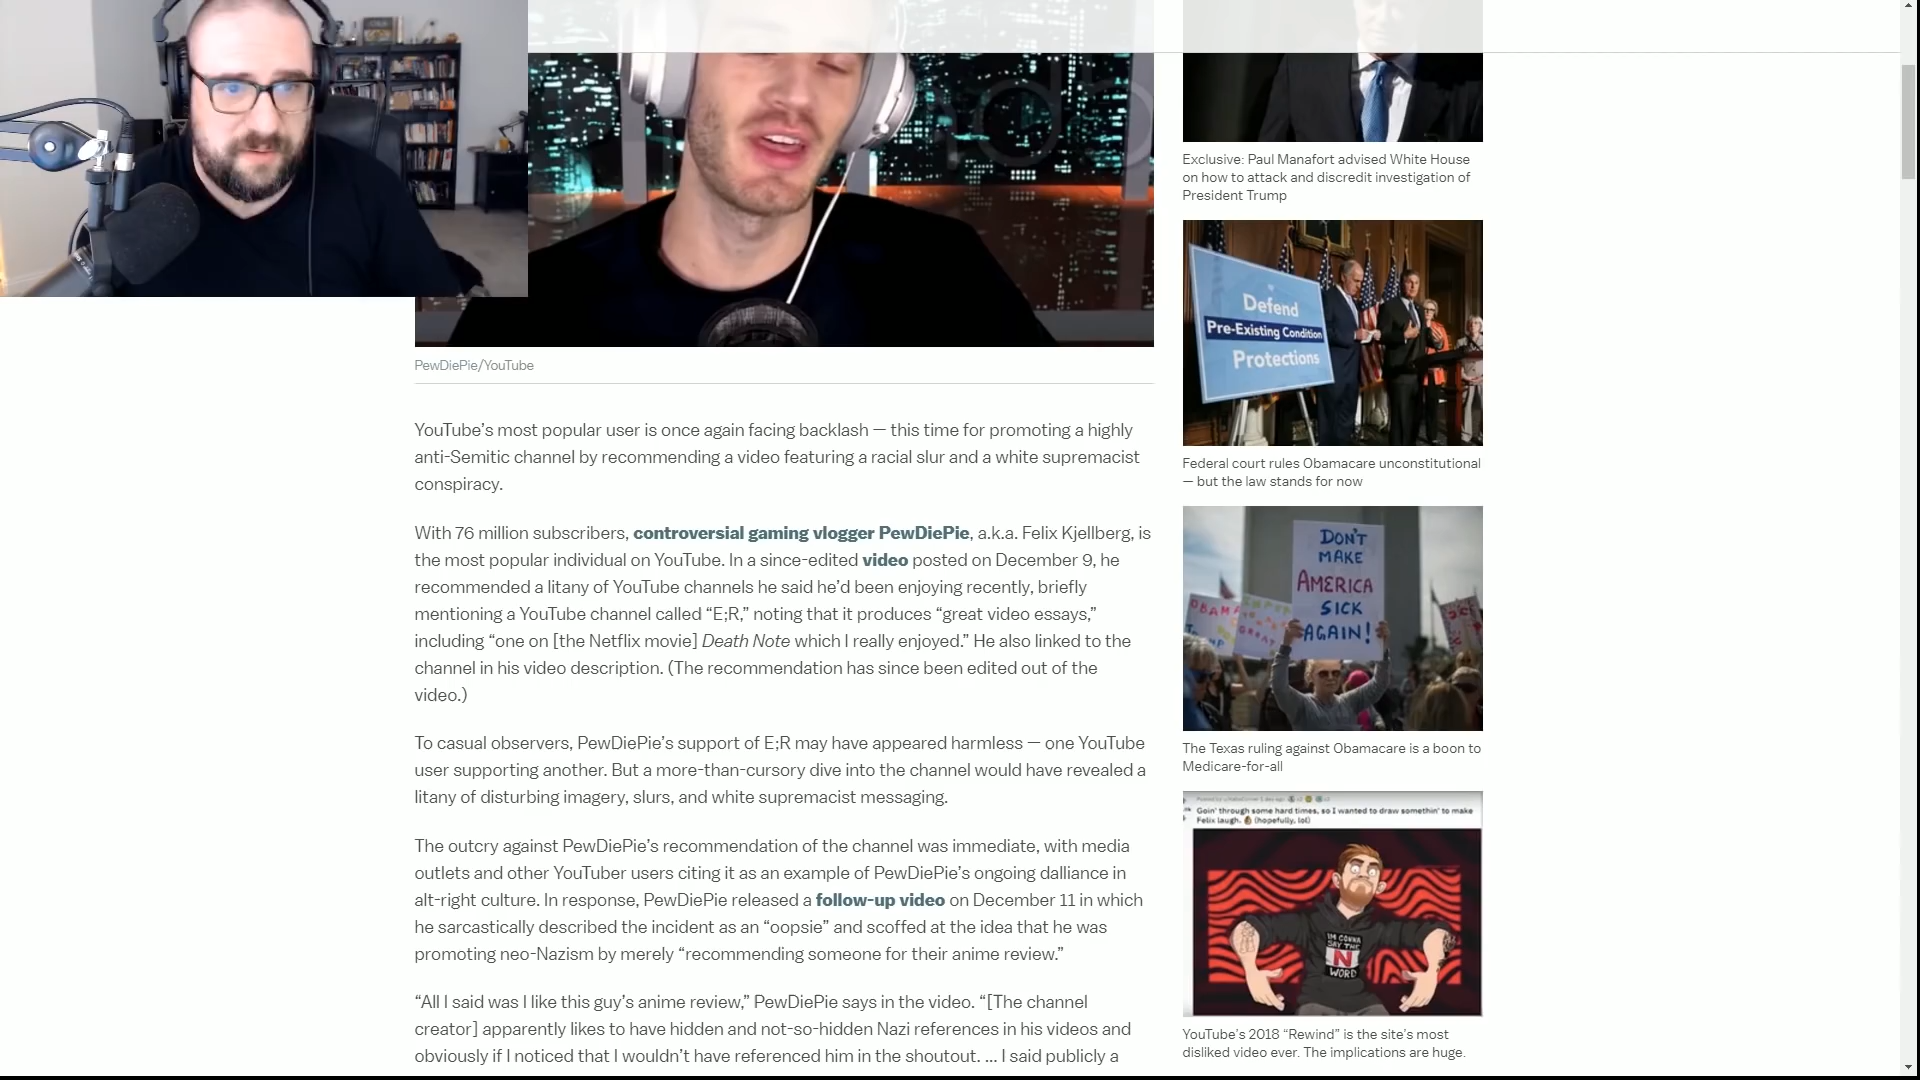 PewDiePie/YouTube
YouTube’s most popular user is once again facing backlash — this time for promoting a highly
anti-Semitic channel by recommending a video featuring a racial slur and a white supremacist
conspiracy.
With 76 million subscribers, controversial gaming vlogger PewDiePie, a.k.a. Felix Kjellberg, is
the most popular individual on YouTube. In a since-edited video posted on December 9, he
recommended a litany of YouTube channels he said he’d been enjoying recently, briefly
mentioning a YouTube channel called “E;R,” noting that it produces “great video essays,”
including “one on [the Netflix movie] Death Note which I really enjoyed.” He also linked to the
channel in his video description. (The recommendation has since been edited out of the
video.)
To casual observers, PewDiePie’s support of E;R may have appeared harmless — one YouTube
user supporting another. But a more-than-cursory dive into the channel would have revealed a
litany of disturbing imagery, slurs, and white supremacist messaging.
The outcry against PewDiePie’s recommendation of the channel was immediate, with media
outlets and other YouTuber users citing it as an example of PewDiePie’s ongoing dalliance in
alt-right culture. In response, PewDiePie released a follow-up video on December 11 in which
he sarcastically described the incident as an “oopsie” and scoffed at the idea that he was
promoting neo-Nazism by merely “recommending someone for their anime review.”
“All I said was I like this guy’s anime review,” PewDiePie says in the video. “[The channel
creator] apparently likes to have hidden and not-so-hidden Nazi references in his videos and
obviously if I noticed that I wouldn’t have referenced him in the shoutout. ... I said publicly a
Exclusive: Paul Manafort advised White House
on how to attack and discredit investigation of
President Trump
Defend
Pre-Existing Condition
Protections
Federal court rules Obamacare unconstitutional
— but the law stands for now
DON'T
MAKE
AMERICA
SICK
AGAIN!
The Texas ruling against Obamacare is a boon to
Medicare-for-all
Goin' through some hard times, so I wanted to draw somethin' to make
Felix laugh. (hopefully, lol)
IM GONNA
SAY THE
N
WORD
YouTube’s 2018 “Rewind” is the site’s most
disliked video ever. The implications are huge.